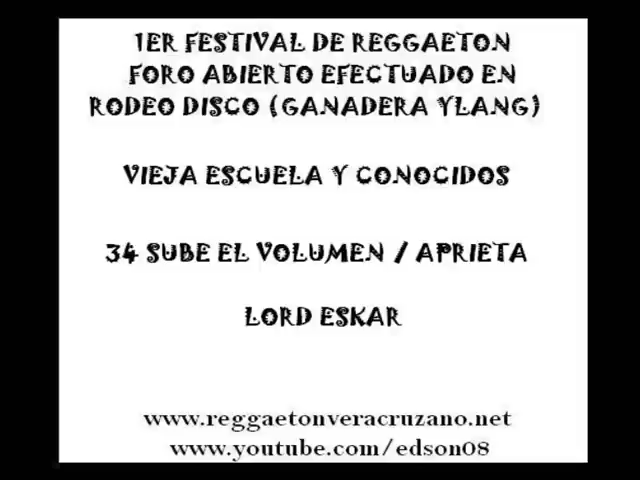 1ER FESTIVAL DE REGGAETON
FORO ABIERTO EFECTUADO EN
RODEO DISCO (GANADERA YLANG)
VIEJA ESCUELA Y CONOCIDOS
34 SUBE EL VOLUMEN / APRIETA
LORD ESKAR
www.reggaetonveracruzano.net
www.youtube.com/edson08